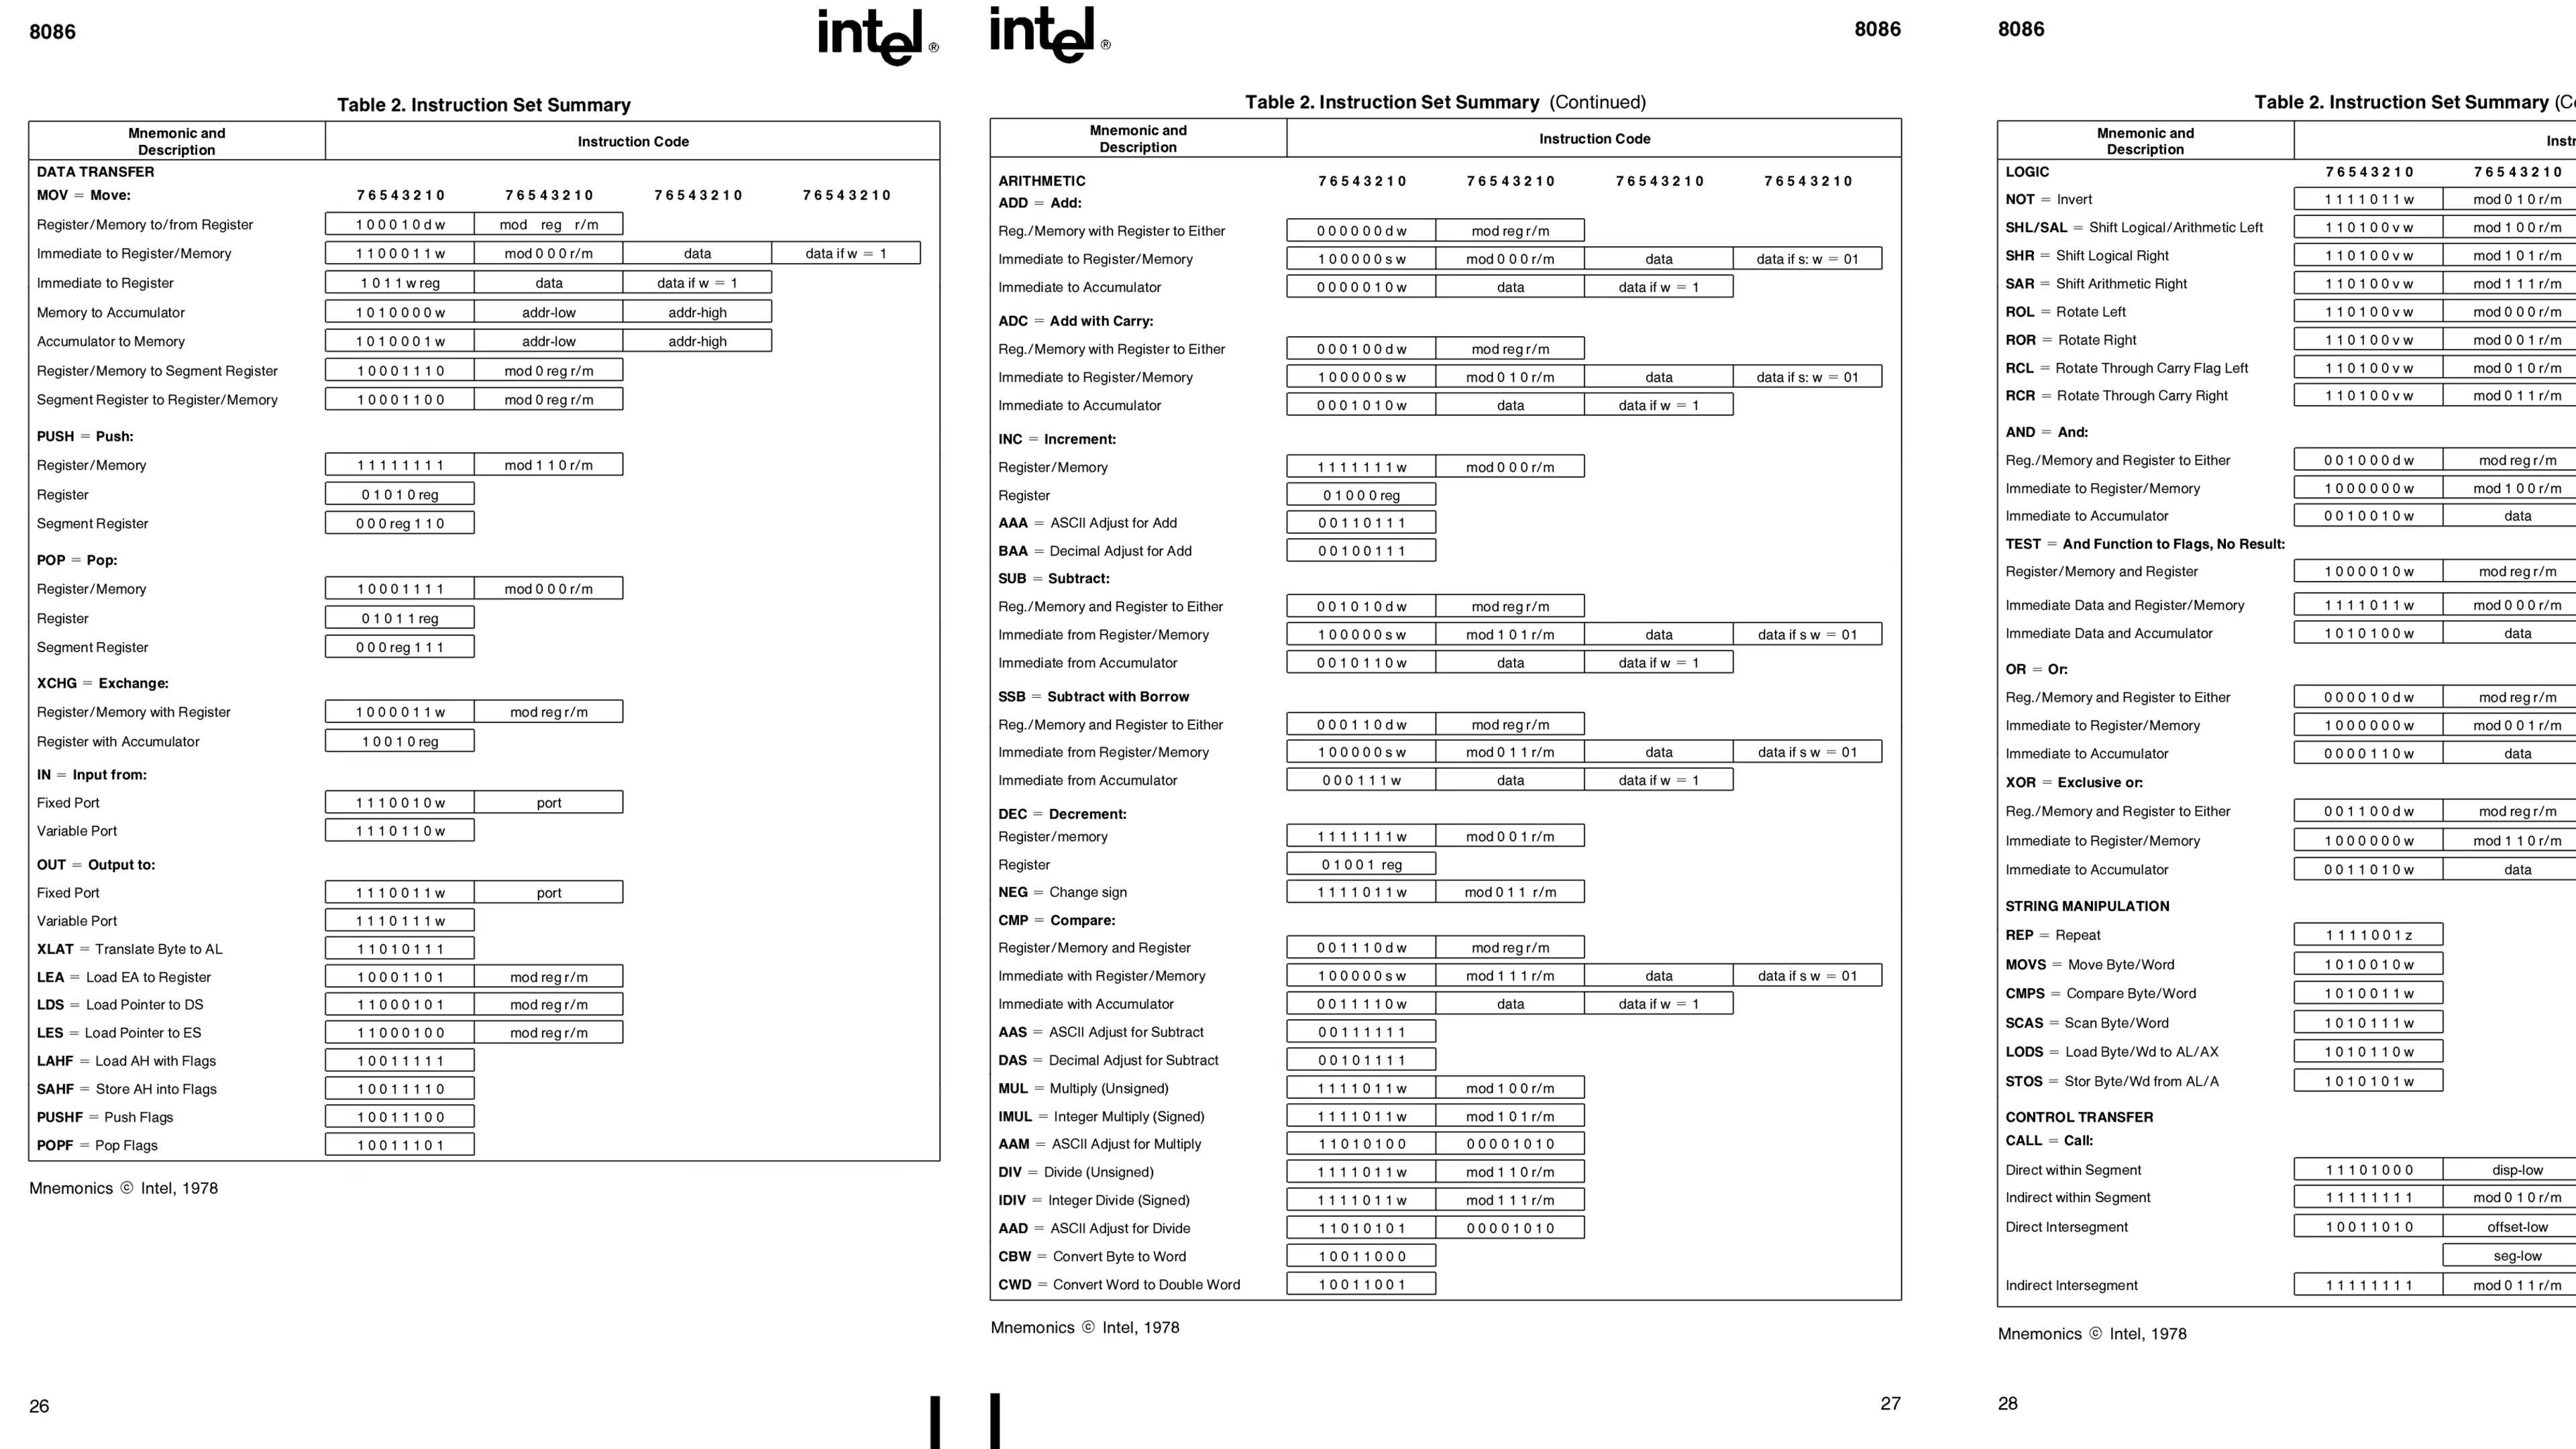 8086
intel®
Table 2. Instruction Set Summary
Mnemonic and Description Instruction Code
DATA TRANSFER
MOV = Move: 7 6 5 4 3 2 1 0 7 6 5 4 3 2 1 0 7 6 5 4 3 2 1 0 7 6 5 4 3 2 1 0
Register/Memory to/from Register 1 0 0 0 1 0 d w mod reg r/m
Immediate to Register/Memory 1 1 0 0 0 1 1 w mod 0 0 0 r/m data data if w = 1
Immediate to Register 1 0 1 1 w reg data data if w = 1
Memory to Accumulator 1 0 1 0 0 0 0 w addr-low addr-high
Accumulator to Memory 1 0 1 0 0 0 1 w addr-low addr-high
Register/Memory to Segment Register 1 0 0 0 1 1 1 0 mod 0 reg r/m
Segment Register to Register/Memory 1 0 0 0 1 1 0 0 mod 0 reg r/m
PUSH = Push:
Register/Memory 1 1 1 1 1 1 1 1 mod 1 1 0 r/m
Register 0 1 0 1 0 reg
Segment Register 0 0 0 reg 1 1 0
POP = Pop:
Register/Memory 1 0 0 0 1 1 1 1 mod 0 0 0 r/m
Register 0 1 0 1 1 reg
Segment Register 0 0 0 reg 1 1 1
XCHG = Exchange:
Register/Memory with Register 1 0 0 0 0 1 1 w mod reg r/m
Register with Accumulator 1 0 0 1 0 reg
IN = Input from:
Fixed Port 1 1 1 0 0 1 0 w port
Variable Port 1 1 1 0 1 1 0 w
OUT = Output to:
Fixed Port 1 1 1 0 0 1 1 w port
Variable Port 1 1 1 0 1 1 1 w
XLAT = Translate Byte to AL 1 1 0 1 0 1 1 1
LEA = Load EA to Register 1 0 0 0 1 1 0 1 mod reg r/m
LDS = Load Pointer to DS 1 1 0 0 0 1 0 1 mod reg r/m
LES = Load Pointer to ES 1 1 0 0 0 1 0 0 mod reg r/m
LAHF = Load AH with Flags 1 0 0 1 1 1 1 1
SAHF = Store AH into Flags 1 0 0 1 1 1 1 0
PUSHF = Push Flags 1 0 0 1 1 1 0 0
POPF = Pop Flags 1 0 0 1 1 1 0 1
Mnemonics © Intel, 1978
26
intel®
8086
Table 2. Instruction Set Summary (Continued)
Mnemonic and Description Instruction Code
ARITHMETIC 7 6 5 4 3 2 1 0 7 6 5 4 3 2 1 0 7 6 5 4 3 2 1 0 7 6 5 4 3 2 1 0
ADD = Add:
Reg./Memory with Register to Either 0 0 0 0 0 0 d w mod reg r/m
Immediate to Register/Memory 1 0 0 0 0 0 s w mod 0 0 0 r/m data data if s: w = 01
Immediate to Accumulator 0 0 0 0 0 1 0 w data data if w = 1
ADC = Add with Carry:
Reg./Memory with Register to Either 0 0 0 1 0 0 d w mod reg r/m
Immediate to Register/Memory 1 0 0 0 0 0 s w mod 0 1 0 r/m data data if s: w = 01
Immediate to Accumulator 0 0 0 1 0 1 0 w data data if w = 1
INC = Increment:
Register/Memory 1 1 1 1 1 1 1 w mod 0 0 0 r/m
Register 0 1 0 0 0 reg
AAA = ASCII Adjust for Add 0 0 1 1 0 1 1 1
BAA = Decimal Adjust for Add 0 0 1 0 0 1 1 1
SUB = Subtract:
Reg./Memory and Register to Either 0 0 1 0 1 0 d w mod reg r/m
Immediate from Register/Memory 1 0 0 0 0 0 s w mod 1 0 1 r/m data data if s w = 01
Immediate from Accumulator 0 0 1 0 1 1 0 w data data if w = 1
SSB = Subtract with Borrow
Reg./Memory and Register to Either 0 0 0 1 1 0 d w mod reg r/m
Immediate from Register/Memory 1 0 0 0 0 0 s w mod 0 1 1 r/m data data if s w = 01
Immediate from Accumulator 0 0 0 1 1 1 w data data if w = 1
DEC = Decrement:
Register/memory 1 1 1 1 1 1 1 w mod 0 0 1 r/m
Register 0 1 0 0 1 reg
NEG = Change sign 1 1 1 1 0 1 1 w mod 0 1 1 r/m
CMP = Compare:
Register/Memory and Register 0 0 1 1 1 0 d w mod reg r/m
Immediate with Register/Memory 1 0 0 0 0 0 s w mod 1 1 1 r/m data data if s w = 01
Immediate with Accumulator 0 0 1 1 1 1 0 w data data if w = 1
AAS = ASCII Adjust for Subtract 0 0 1 1 1 1 1 1
DAS = Decimal Adjust for Subtract 0 0 1 0 1 1 1 1
MUL = Multiply (Unsigned) 1 1 1 1 0 1 1 w mod 1 0 0 r/m
IMUL = Integer Multiply (Signed) 1 1 1 1 0 1 1 w mod 1 0 1 r/m
AAM = ASCII Adjust for Multiply 1 1 0 1 0 1 0 0 0 0 0 0 1 0 1 0
DIV = Divide (Unsigned) 1 1 1 1 0 1 1 w mod 1 1 0 r/m
IDIV = Integer Divide (Signed) 1 1 1 1 0 1 1 w mod 1 1 1 r/m
AAD = ASCII Adjust for Divide 1 1 0 1 0 1 0 1 0 0 0 0 1 0 1 0
CBW = Convert Byte to Word 1 0 0 1 1 0 0 0
CWD = Convert Word to Double Word 1 0 0 1 1 0 0 1
Mnemonics © Intel, 1978
27
8086
Table 2. Instruction Set Summary
Mnemonic and Description
LOGIC 7 6 5 4 3 2 1 0 7 6 5 4 3 2 1 0
NOT = Invert 1 1 1 1 0 1 1 w mod 0 1 0 r/m
SHL/SAL = Shift Logical/Arithmetic Left 1 1 0 1 0 0 v w mod 1 0 0 r/m
SHR = Shift Logical Right 1 1 0 1 0 0 v w mod 1 0 1 r/m
SAR = Shift Arithmetic Right 1 1 0 1 0 0 v w mod 1 1 1 r/m
ROL = Rotate Left 1 1 0 1 0 0 v w mod 0 0 0 r/m
ROR = Rotate Right 1 1 0 1 0 0 v w mod 0 0 1 r/m
RCL = Rotate Through Carry Flag Left 1 1 0 1 0 0 v w mod 0 1 0 r/m
RCR = Rotate Through Carry Right 1 1 0 1 0 0 v w mod 0 1 1 r/m
AND = And:
Reg./Memory and Register to Either 0 0 1 0 0 0 d w mod reg r/m
Immediate to Register/Memory 1 0 0 0 0 0 0 w mod 1 0 0 r/m
Immediate to Accumulator 0 0 1 0 0 1 0 w data
TEST = And Function to Flags, No Result:
Register/Memory and Register 1 0 0 0 0 1 0 w mod reg r/m
Immediate Data and Register/Memory 1 1 1 1 0 1 1 w mod 0 0 0 r/m
Immediate Data and Accumulator 1 0 1 0 1 0 0 w data
OR = Or:
Reg./Memory and Register to Either 0 0 0 0 1 0 d w mod reg r/m
Immediate to Register/Memory 1 0 0 0 0 0 0 w mod 0 0 1 r/m
Immediate to Accumulator 0 0 0 0 1 1 0 w data
XOR = Exclusive or:
Reg./Memory and Register to Either 0 0 1 1 0 0 d w mod reg r/m
Immediate to Register/Memory 1 0 0 0 0 0 0 w mod 1 1 0 r/m
Immediate to Accumulator 0 0 1 1 0 1 0 w data
STRING MANIPULATION
REP = Repeat 1 1 1 1 0 0 1 z
MOVS = Move Byte/Word 1 0 1 0 0 1 0 w
CMPS = Compare Byte/Word 1 0 1 0 0 1 1 w
SCAS = Scan Byte/Word 1 0 1 0 1 1 1 w
LODS = Load Byte/Wd to AL/AX 1 0 1 0 1 1 0 w
STOS = Stor Byte/Wd from AL/A 1 0 1 0 1 0 1 w
CONTROL TRANSFER
CALL = Call:
Direct within Segment 1 1 1 0 1 0 0 0 disp-low
Indirect within Segment 1 1 1 1 1 1 1 1 mod 0 1 0 r/m
Direct Intersegment 1 0 0 1 1 0 1 0 offset-low
seg-low
Indirect Intersegment 1 1 1 1 1 1 1 1 mod 0 1 1 r/m
Mnemonics © Intel, 1978
28